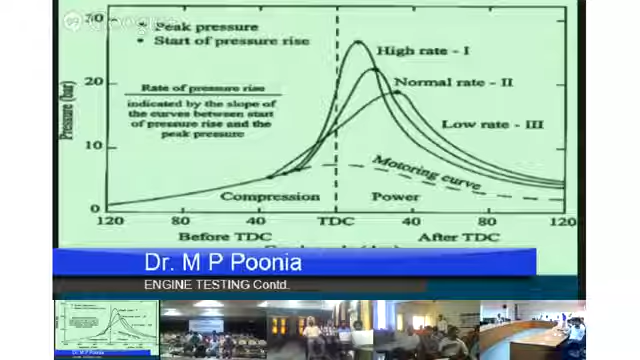 30
* Peak pressure
• Start of pressure rise
High rate - I
20
Normal rate - II
Rate of pressure rise
indicated by the slope of
the curves between start
of pressure rise and the
peak pressure
Low rate - III
Pressure (bar)
10
Motoring curve
Compression
Power
0
120 80 40 TDC 40 80 120
Before TDC
After TDC
Dr. M P Poonia
ENGINE TESTING Contd.
Dr. M P Poonia